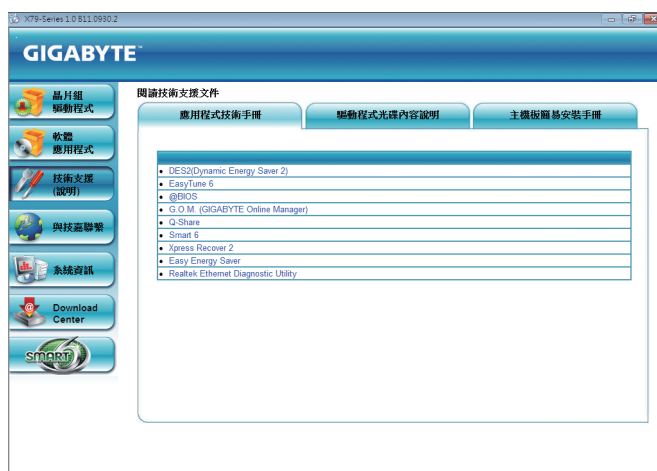 X79-Series 1.0 B11.0930.2
GIGABYTE™
晶片組
驅動程式
軟體
應用程式
技術支援
(說明)
與技嘉聯繫
系統資訊
Download
Center
SMART 6
閱讀技術支援文件
應用程式技術手冊
驅動程式光碟內容說明
主機板簡易安裝手冊
• DES2(Dynamic Energy Saver 2)
• EasyTune 6
• @BIOS
• G.O.M. (GIGABYTE Online Manager)
• Q-Share
• Smart 6
• Xpress Recover 2
• Easy Energy Saver
• Realtek Ethernet Diagnostic Utility